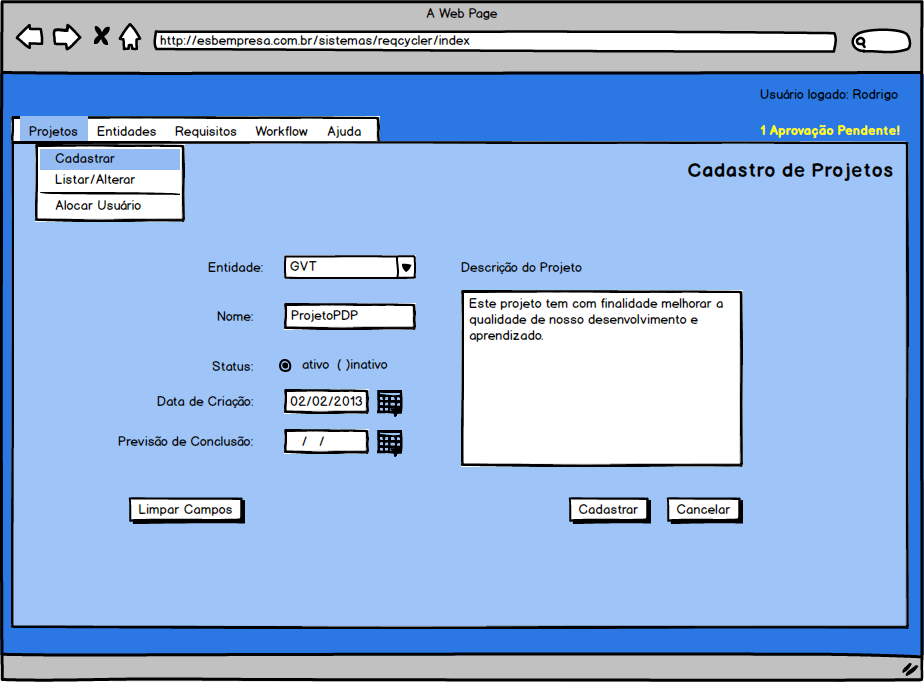 A Web Page
http://esbempresa.com.br/sistemas/reqcycler/index
Usuário logado: Rodrigo
Projetos Entidades Requisitos Workflow Ajuda
1 Aprovação Pendente!
Cadastrar
Listar/Alterar
Alocar Usuário
Cadastro de Projetos
Entidade: GVT
Nome: ProjetoPDP
Status: ativo ( )inativo
Data de Criação: 02/02/2013
Previsão de Conclusão: / /
Descrição do Projeto
Este projeto tem com finalidade melhorar a
qualidade de nosso desenvolvimento e
aprendizado.
Limpar Campos
Cadastrar
Cancelar